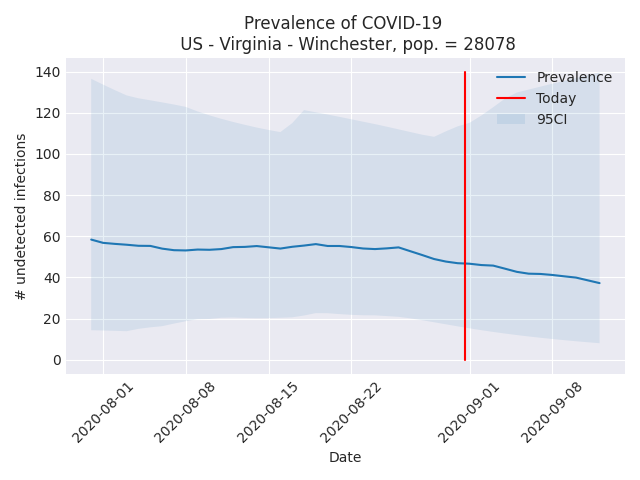 Prevalence of COVID-19
US - Virginia - Winchester, pop. = 28078
Prevalence
Today
95CI
140
120
100
80
60
40
20
0
# undetected infections
2020-08-01
2020-08-08
2020-08-15
2020-08-22
2020-09-01
2020-09-08
Date